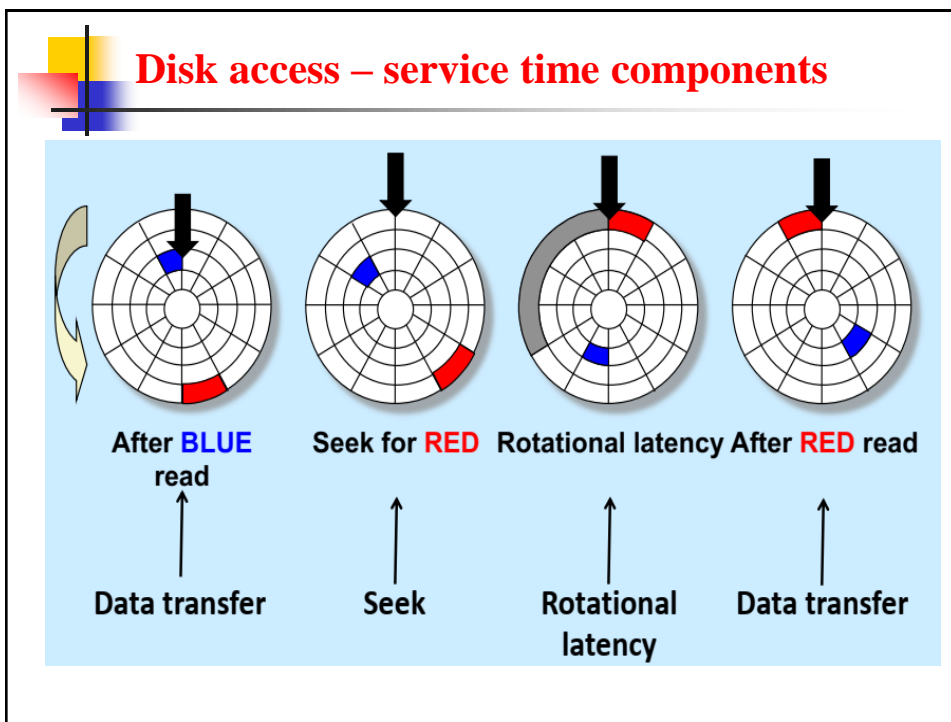 Disk access – service time components
After BLUE
read
Seek for RED
Rotational latency
After RED read
Data transfer
Seek
Rotational
latency
Data transfer